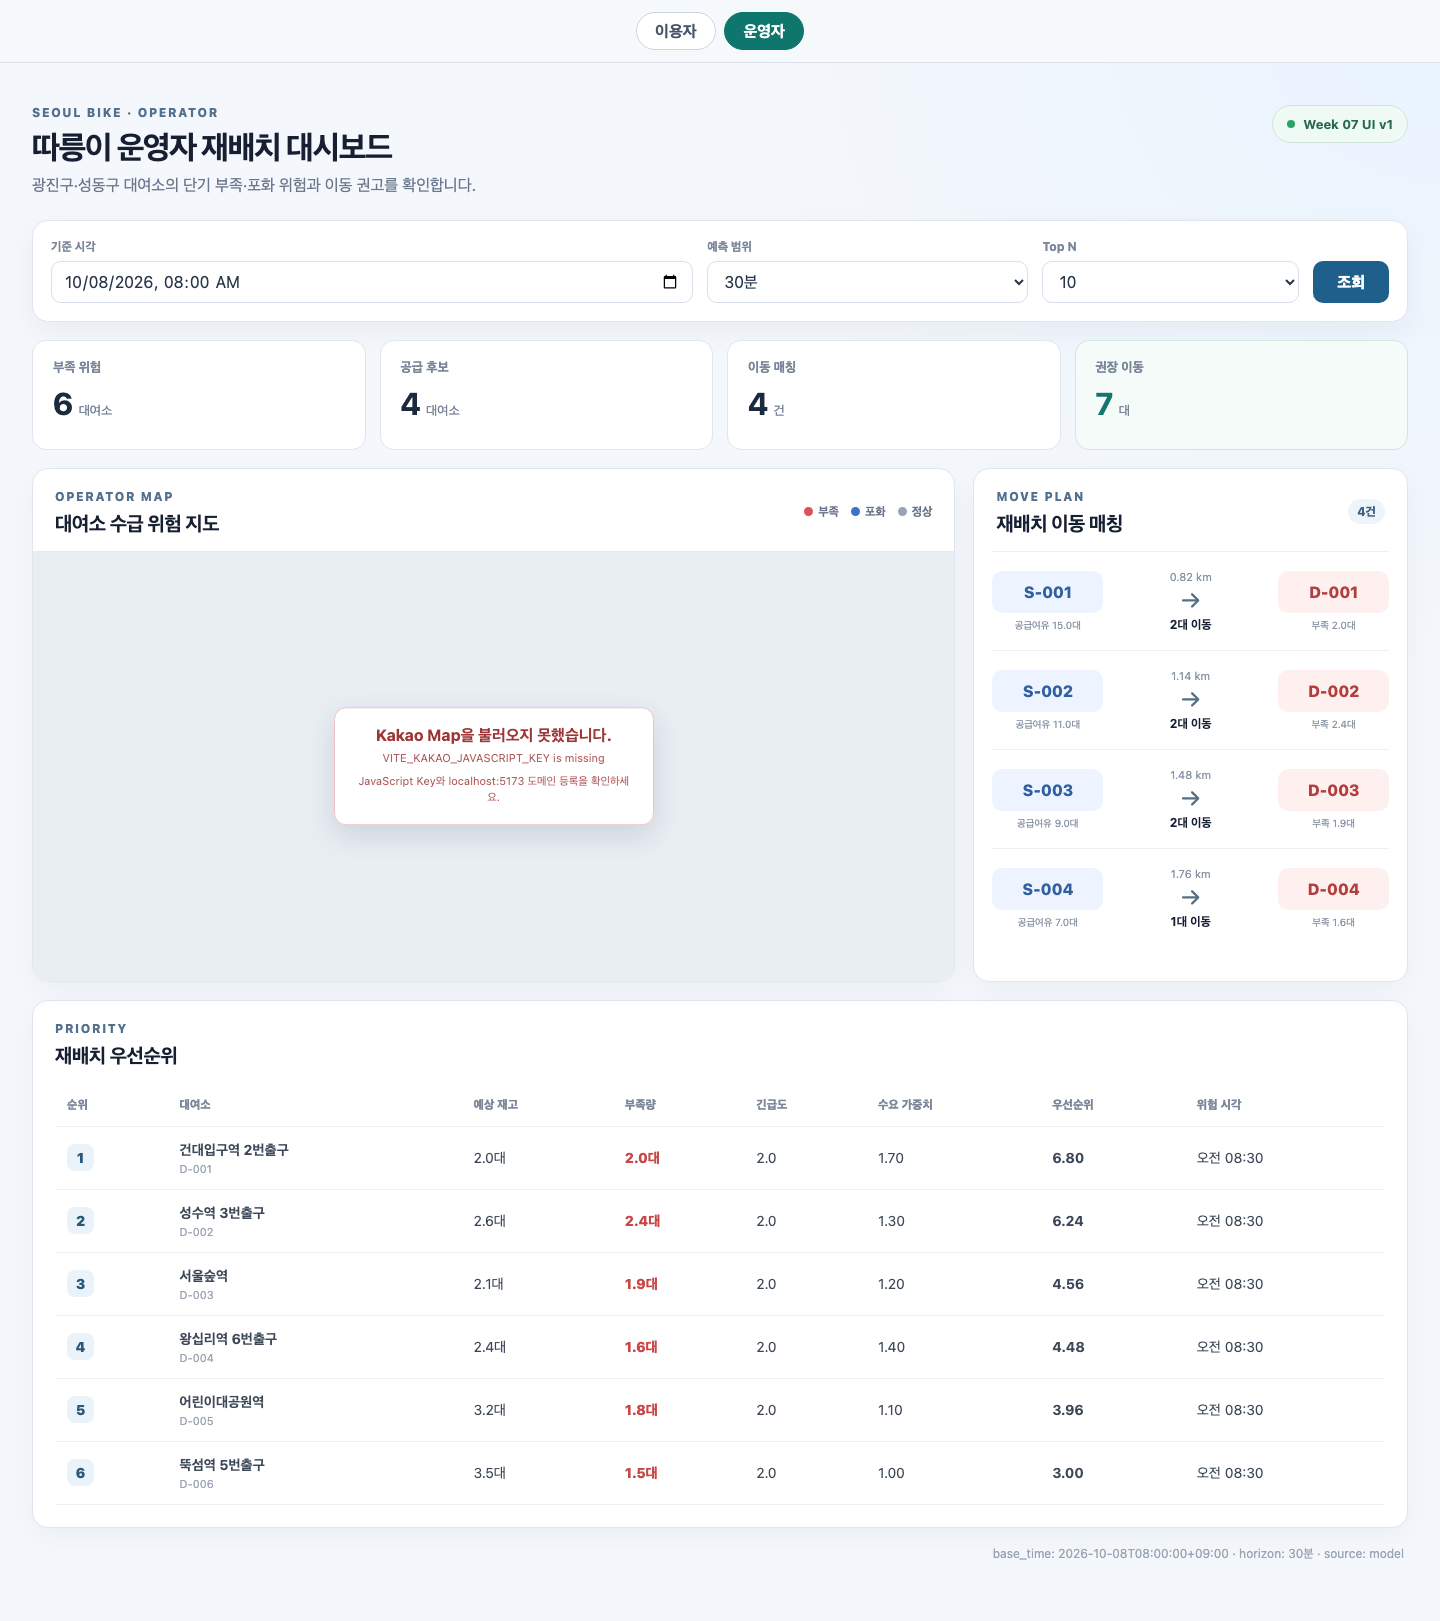 이용자 운영자
SEOUL BIKE · OPERATOR
따릉이 운영자 재배치 대시보드
광진구·성동구 대여소의 단기 부족·포화 위험과 이동 권고를 확인합니다.
Week 07 UI v1
기준 시각 예측 범위 Top N
10/08/2026, 08:00 AM 30분 10 조회
부족 위험 공급 후보 이동 매칭 권장 이동
6 대여소 4 대여소 4 건 7 대
OPERATOR MAP
대여소 수급 위험 지도
부족 포화 정상
Kakao Map을 불러오지 못했습니다.
VITE_KAKAO_JAVASCRIPT_KEY is missing
JavaScript Key와 localhost:5173 도메인 등록을 확인하세
요.
MOVE PLAN
재배치 이동 매칭
4건
0.82 km
S-001 → D-001
공급여유 15.0대 2대 이동 부족 2.0대
1.14 km
S-002 → D-002
공급여유 11.0대 2대 이동 부족 2.4대
1.48 km
S-003 → D-003
공급여유 9.0대 2대 이동 부족 1.9대
1.76 km
S-004 → D-004
공급여유 7.0대 1대 이동 부족 1.6대
PRIORITY
재배치 우선순위
순위 대여소 예상 재고 부족량 긴급도 수요 가중치 우선순위 위험 시각
1 건대입구역 2번출구 2.0대 2.0대 2.0 1.70 6.80 오전 08:30
D-001
2 성수역 3번출구 2.6대 2.4대 2.0 1.30 6.24 오전 08:30
D-002
3 서울숲역 2.1대 1.9대 2.0 1.20 4.56 오전 08:30
D-003
4 왕십리역 6번출구 2.4대 1.6대 2.0 1.40 4.48 오전 08:30
D-004
5 어린이대공원역 3.2대 1.8대 2.0 1.10 3.96 오전 08:30
D-005
6 뚝섬역 5번출구 3.5대 1.5대 2.0 1.00 3.00 오전 08:30
D-006
base_time: 2026-10-08T08:00:00+09:00 · horizon: 30분 · source: model